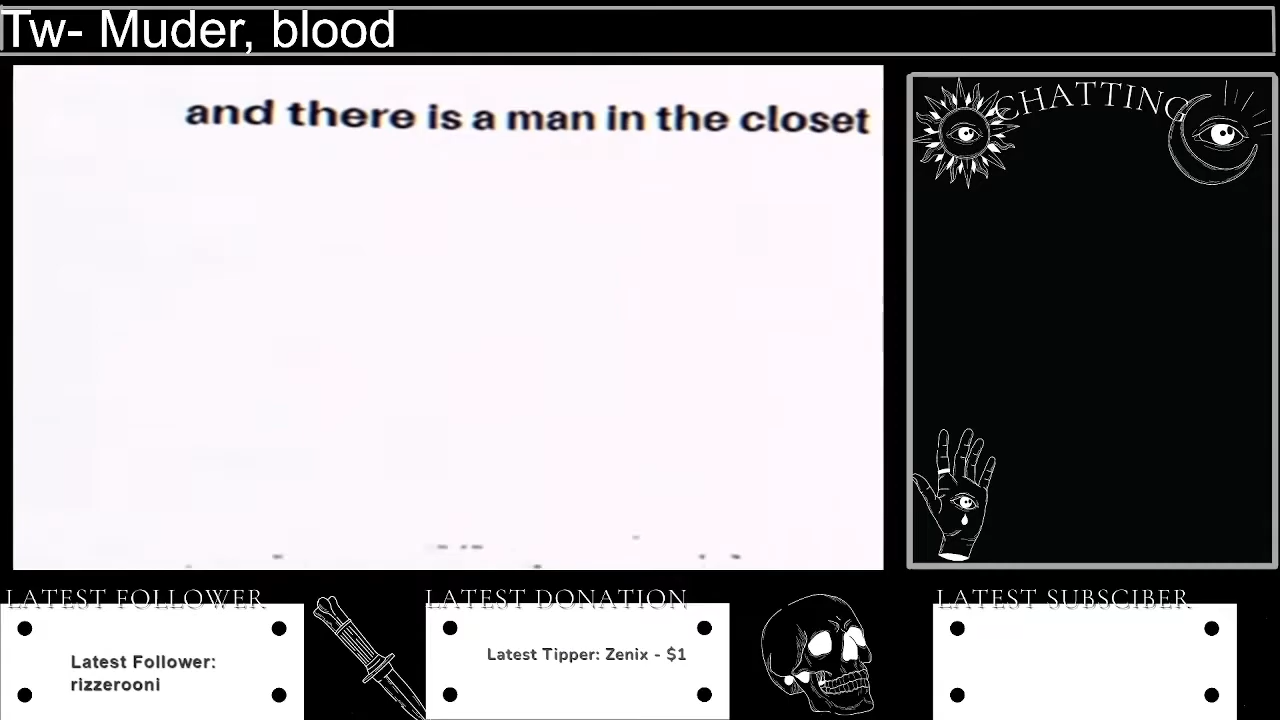 Tw- Muder, blood
and there is a man in the closet
CHATTING
LATEST FOLLOWER
LATEST DONATION
LATEST SUBSCIBER
Latest Follower:
rizzerooni
Latest Tipper: Zenix - $1